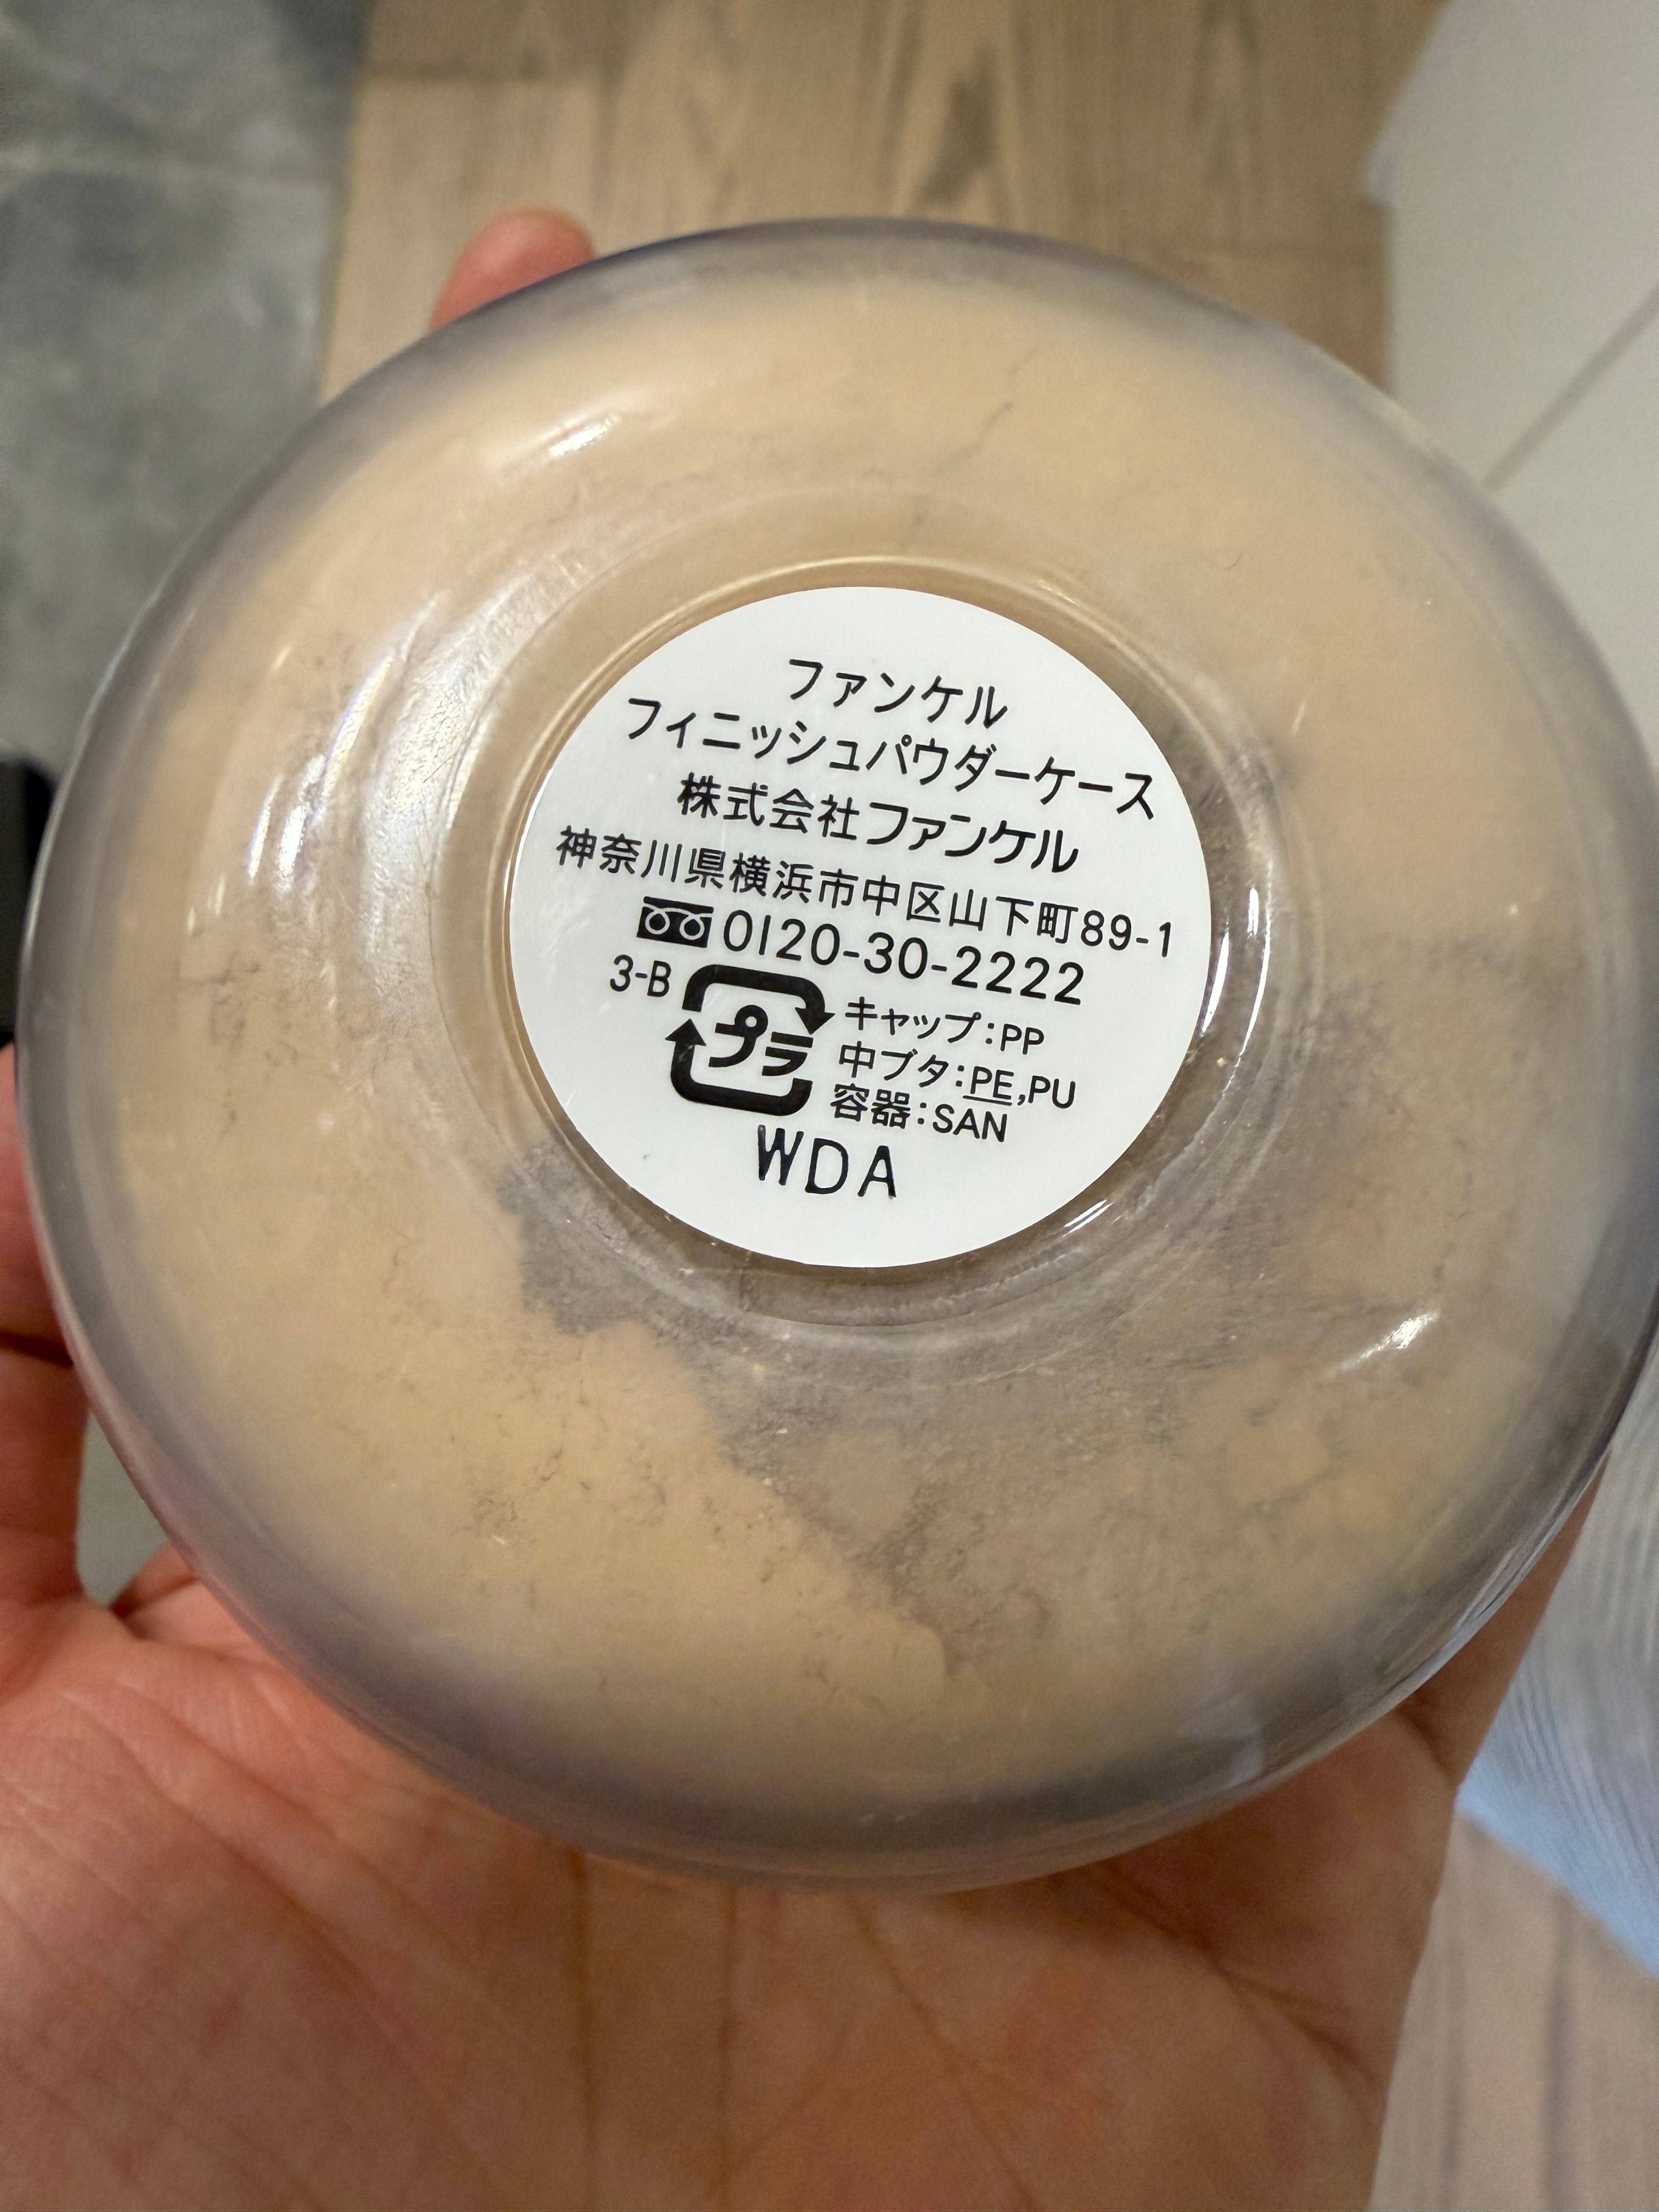 ファンケル
フィニッシュパウダーケース
株式会社ファンケル
神奈川県横浜市中区山下町89-1
0120-30-2222
3-B
プラ
キャップ:PP
中ブタ:PE,PU
容器:SAN
WDA